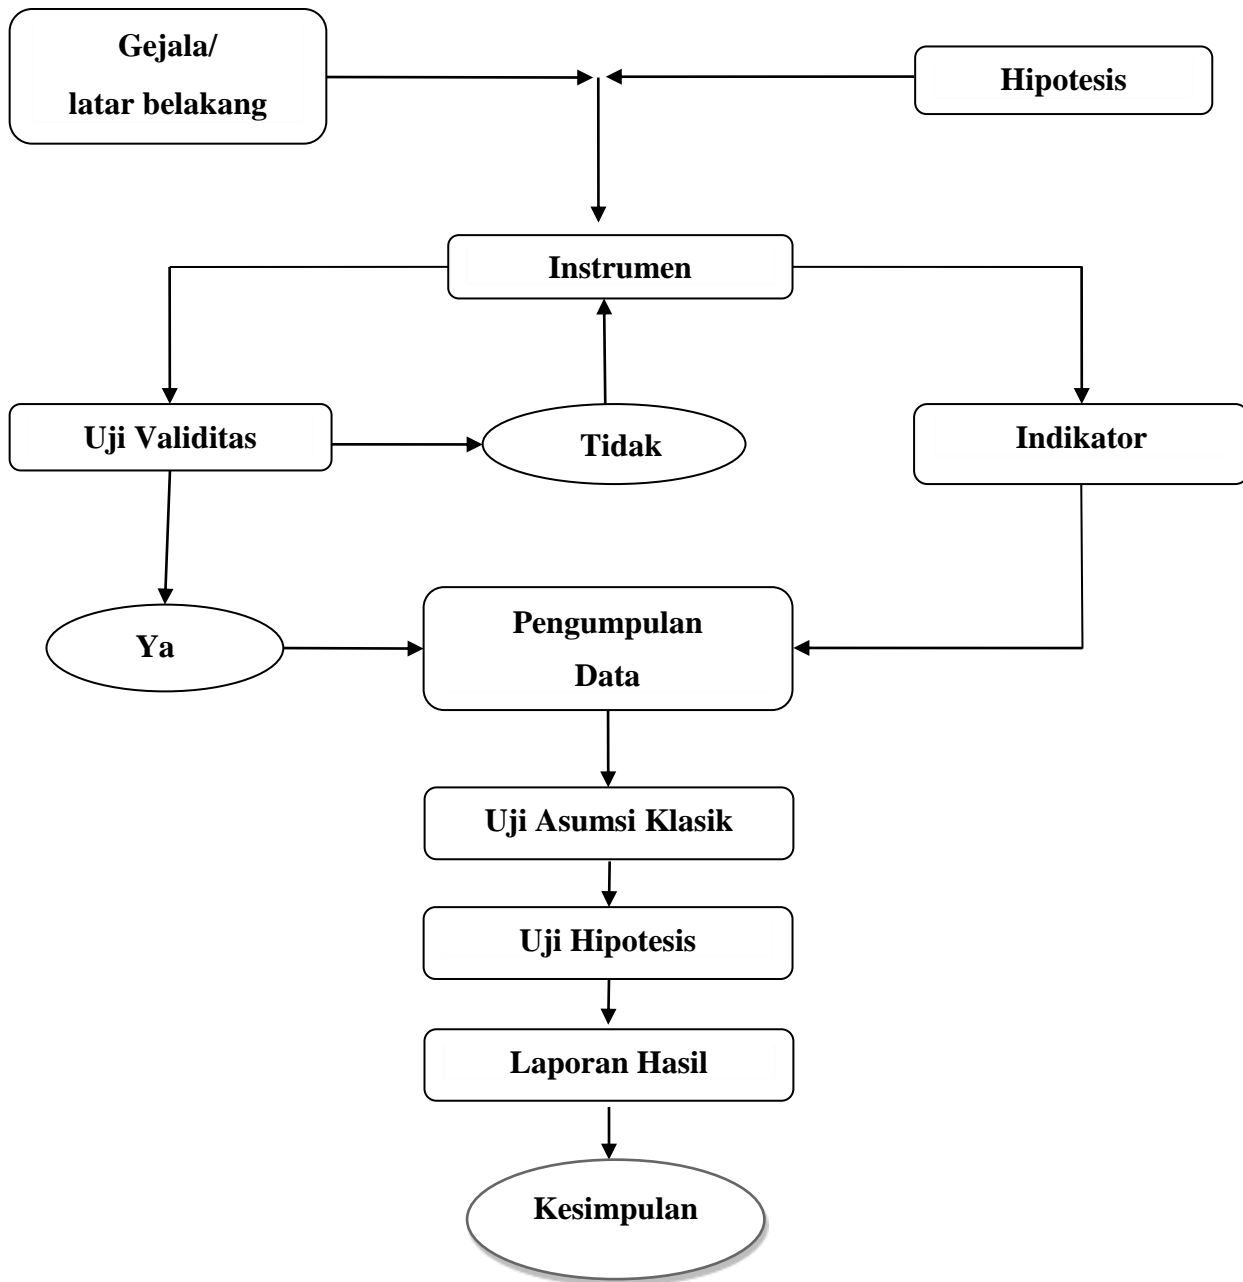 Gejala/
latar belakang
Hipotesis
Instrumen
Uji Validitas
Tidak
Indikator
Ya
Pengumpulan
Data
Uji Asumsi Klasik
Uji Hipotesis
Laporan Hasil
Kesimpulan